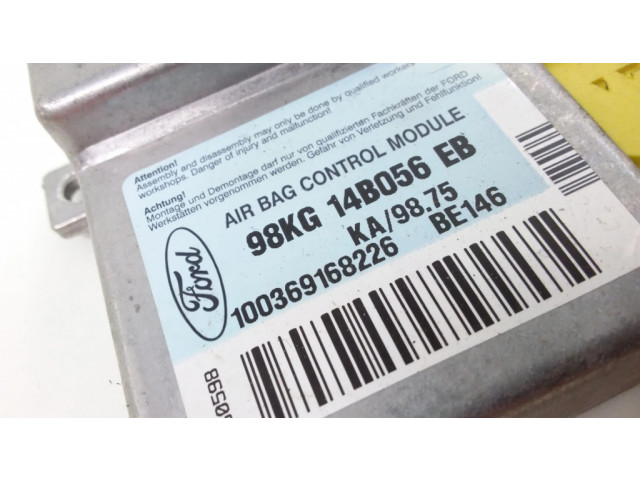 Attention!
Assembly and disassembly may only be done by qualified workery
workshops. Danger of injury and malfunction!
Achtung!
Montage und Demontage darf nur von qualifizierten Fachkräften der FORD
Werkstätten vorgenommen werden. Gefahr von Verletzung und Fehlfunktion!
AIR BAG CONTROL MODULE
98KG 14B056 EB
KA/98.75 BE146
100369168226
Ford